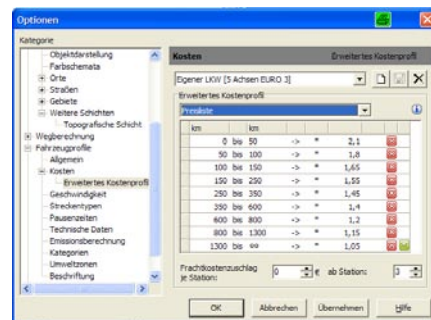 Optionen
Kategorie
Objektdarstellung
Farbschemata
Orte
Straßen
Gebiete
Weitere Schichten
Topografische Schicht
Wegberechnung
Fahrzeugprofile
Allgemein
Kosten
Erweitertes Kostenprofil
Geschwindigkeit
Streckentypen
Pausenzeiten
Technische Daten
Emissionsberechnung
Kategorien
Umweltzonen
Beschriftung
Kosten Erweitertes Kostenprofil
Eigener LKW [5 Achsen EURO 3]
Erweitertes Kostenprofil
Preisliste
km km
0 bis 50 -> * 2,1
50 bis 100 -> * 1,8
100 bis 150 -> * 1,65
150 bis 250 -> * 1,55
250 bis 350 -> * 1,45
350 bis 600 -> * 1,4
600 bis 800 -> * 1,2
800 bis 1300 -> * 1,15
1300 bis ∞ -> * 1,05
Frachtkostenzuschlag je Station: 0 € ab Station: 3
OK Abbrechen Übernehmen Hilfe